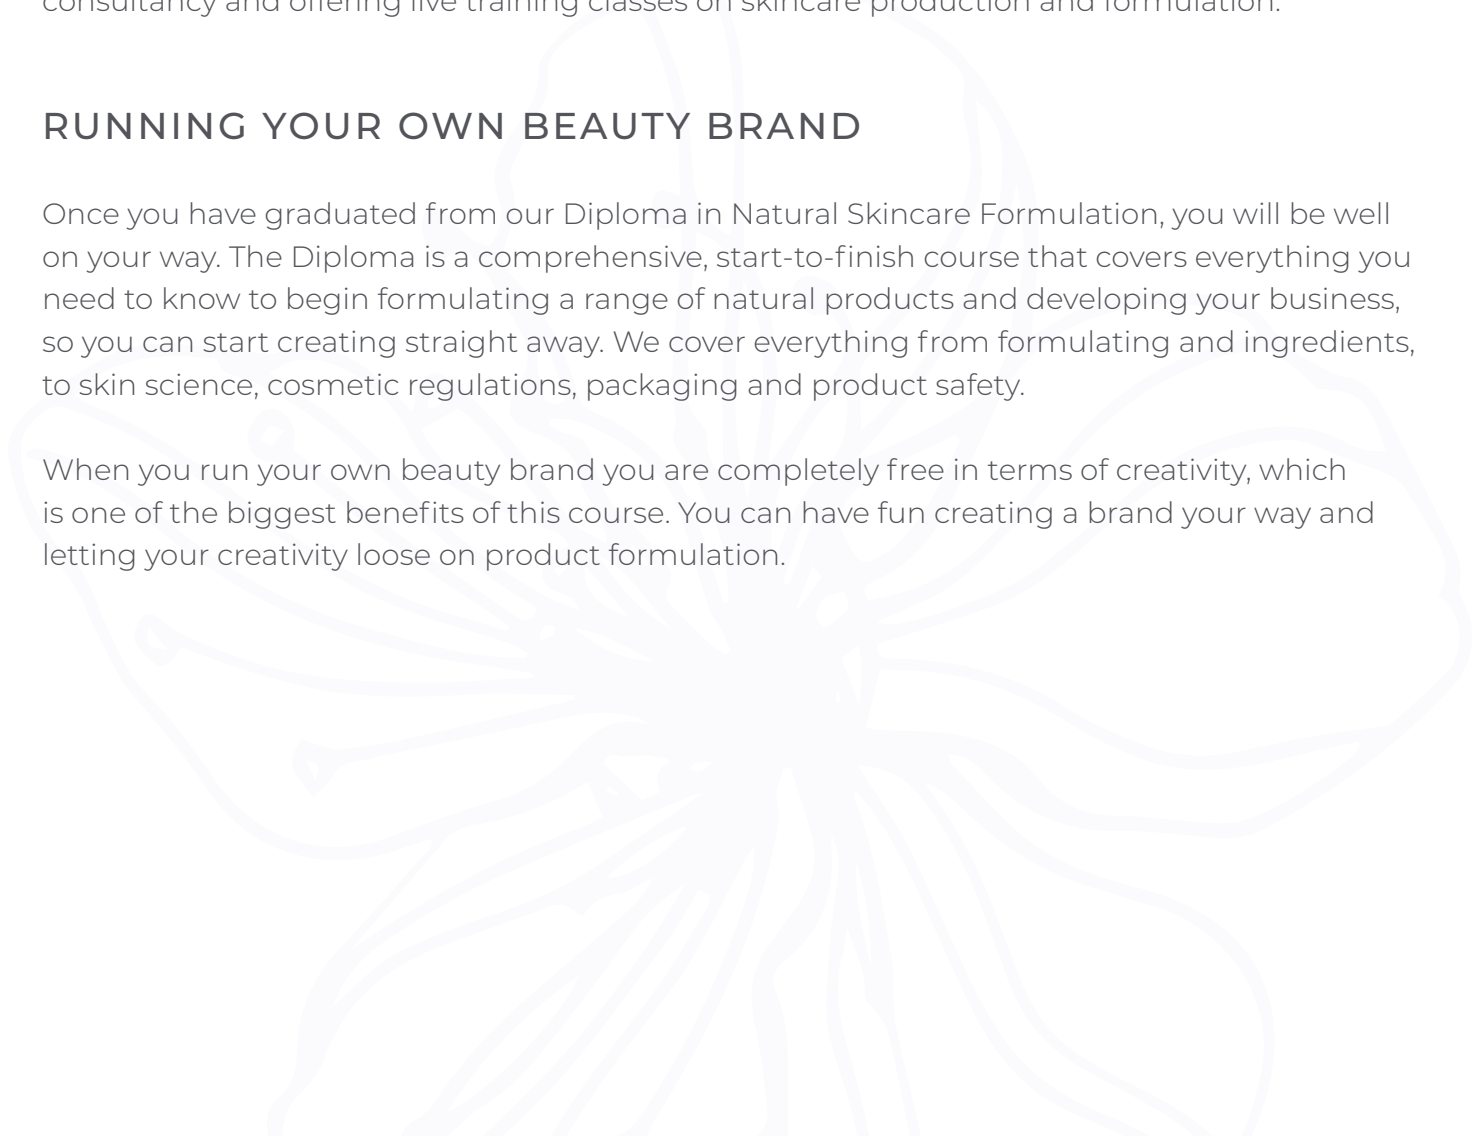 consultancy and offering live training classes on skincare production and formulation.
RUNNING YOUR OWN BEAUTY BRAND
Once you have graduated from our Diploma in Natural Skincare Formulation, you will be well
on your way. The Diploma is a comprehensive, start-to-finish course that covers everything you
need to know to begin formulating a range of natural products and developing your business,
so you can start creating straight away. We cover everything from formulating and ingredients,
to skin science, cosmetic regulations, packaging and product safety.
When you run your own beauty brand you are completely free in terms of creativity, which
is one of the biggest benefits of this course. You can have fun creating a brand your way and
letting your creativity loose on product formulation.